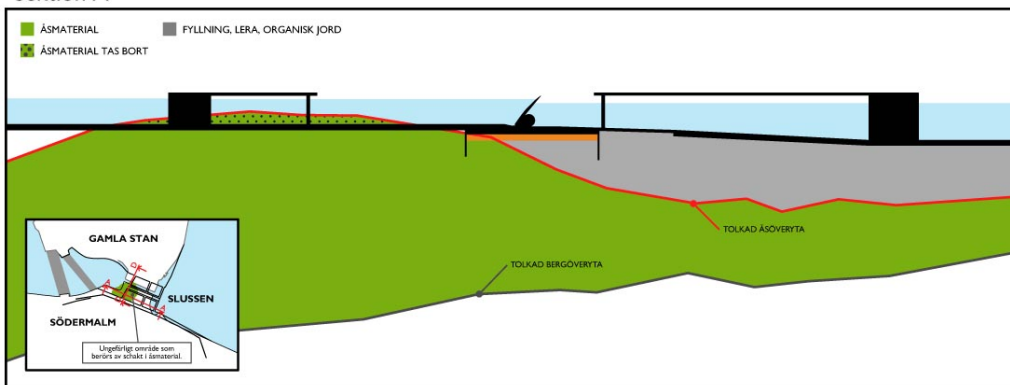 ÅSMATERIAL
FYLLNING, LERA, ORGANISK JORD
ÅSMATERIAL TAS BORT
TOLKAD ÅSÖVERYTA
TOLKAD BERGÖVERYTA
GAMLA STAN
SLUSSEN
SÖDERMALM
Ungefärligt område som
berörs av schakt i åsmaterial.